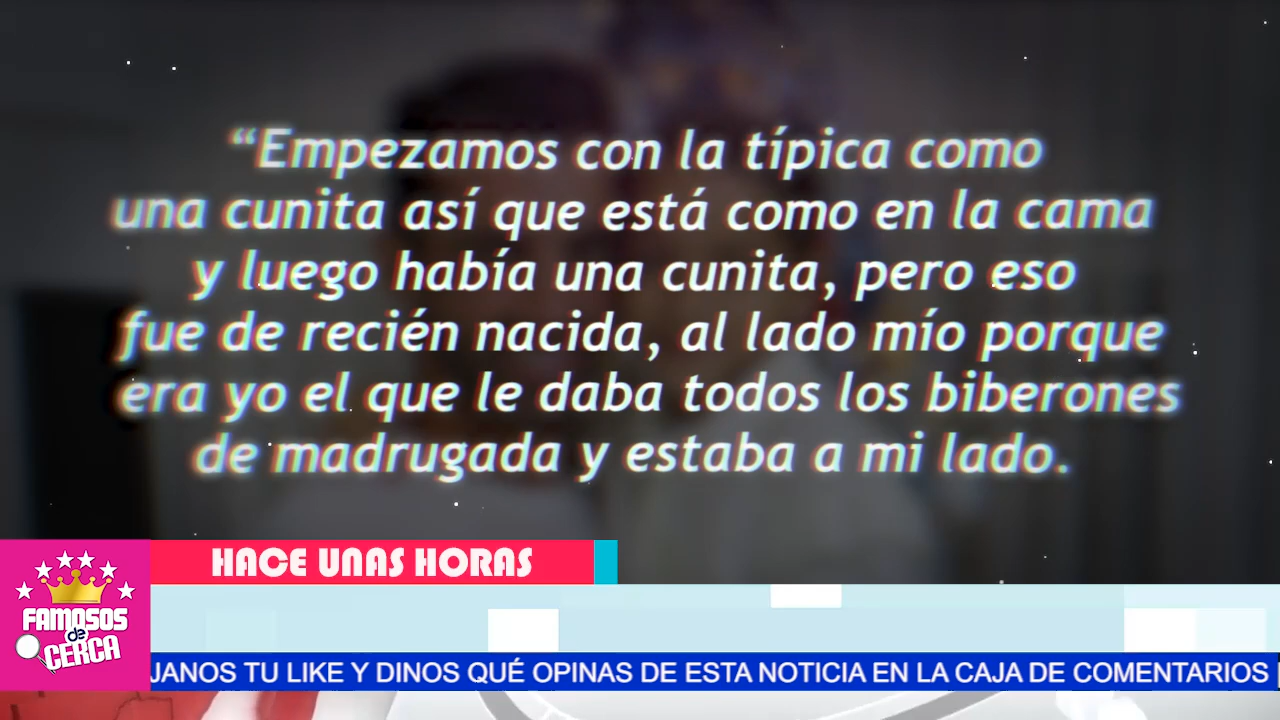 “Empezamos con la típica como
una cunita así que está como en la cama
y luego había una cunita, pero eso
fue de recién nacida, al lado mío porque
era yo el que le daba todos los biberones
de madrugada y estaba a mi lado.
HACE UNAS HORAS
FAMOSOS
de
CERCA
JANOS TU LIKE Y DINOS QUÉ OPINAS DE ESTA NOTICIA EN LA CAJA DE COMENTARIOS